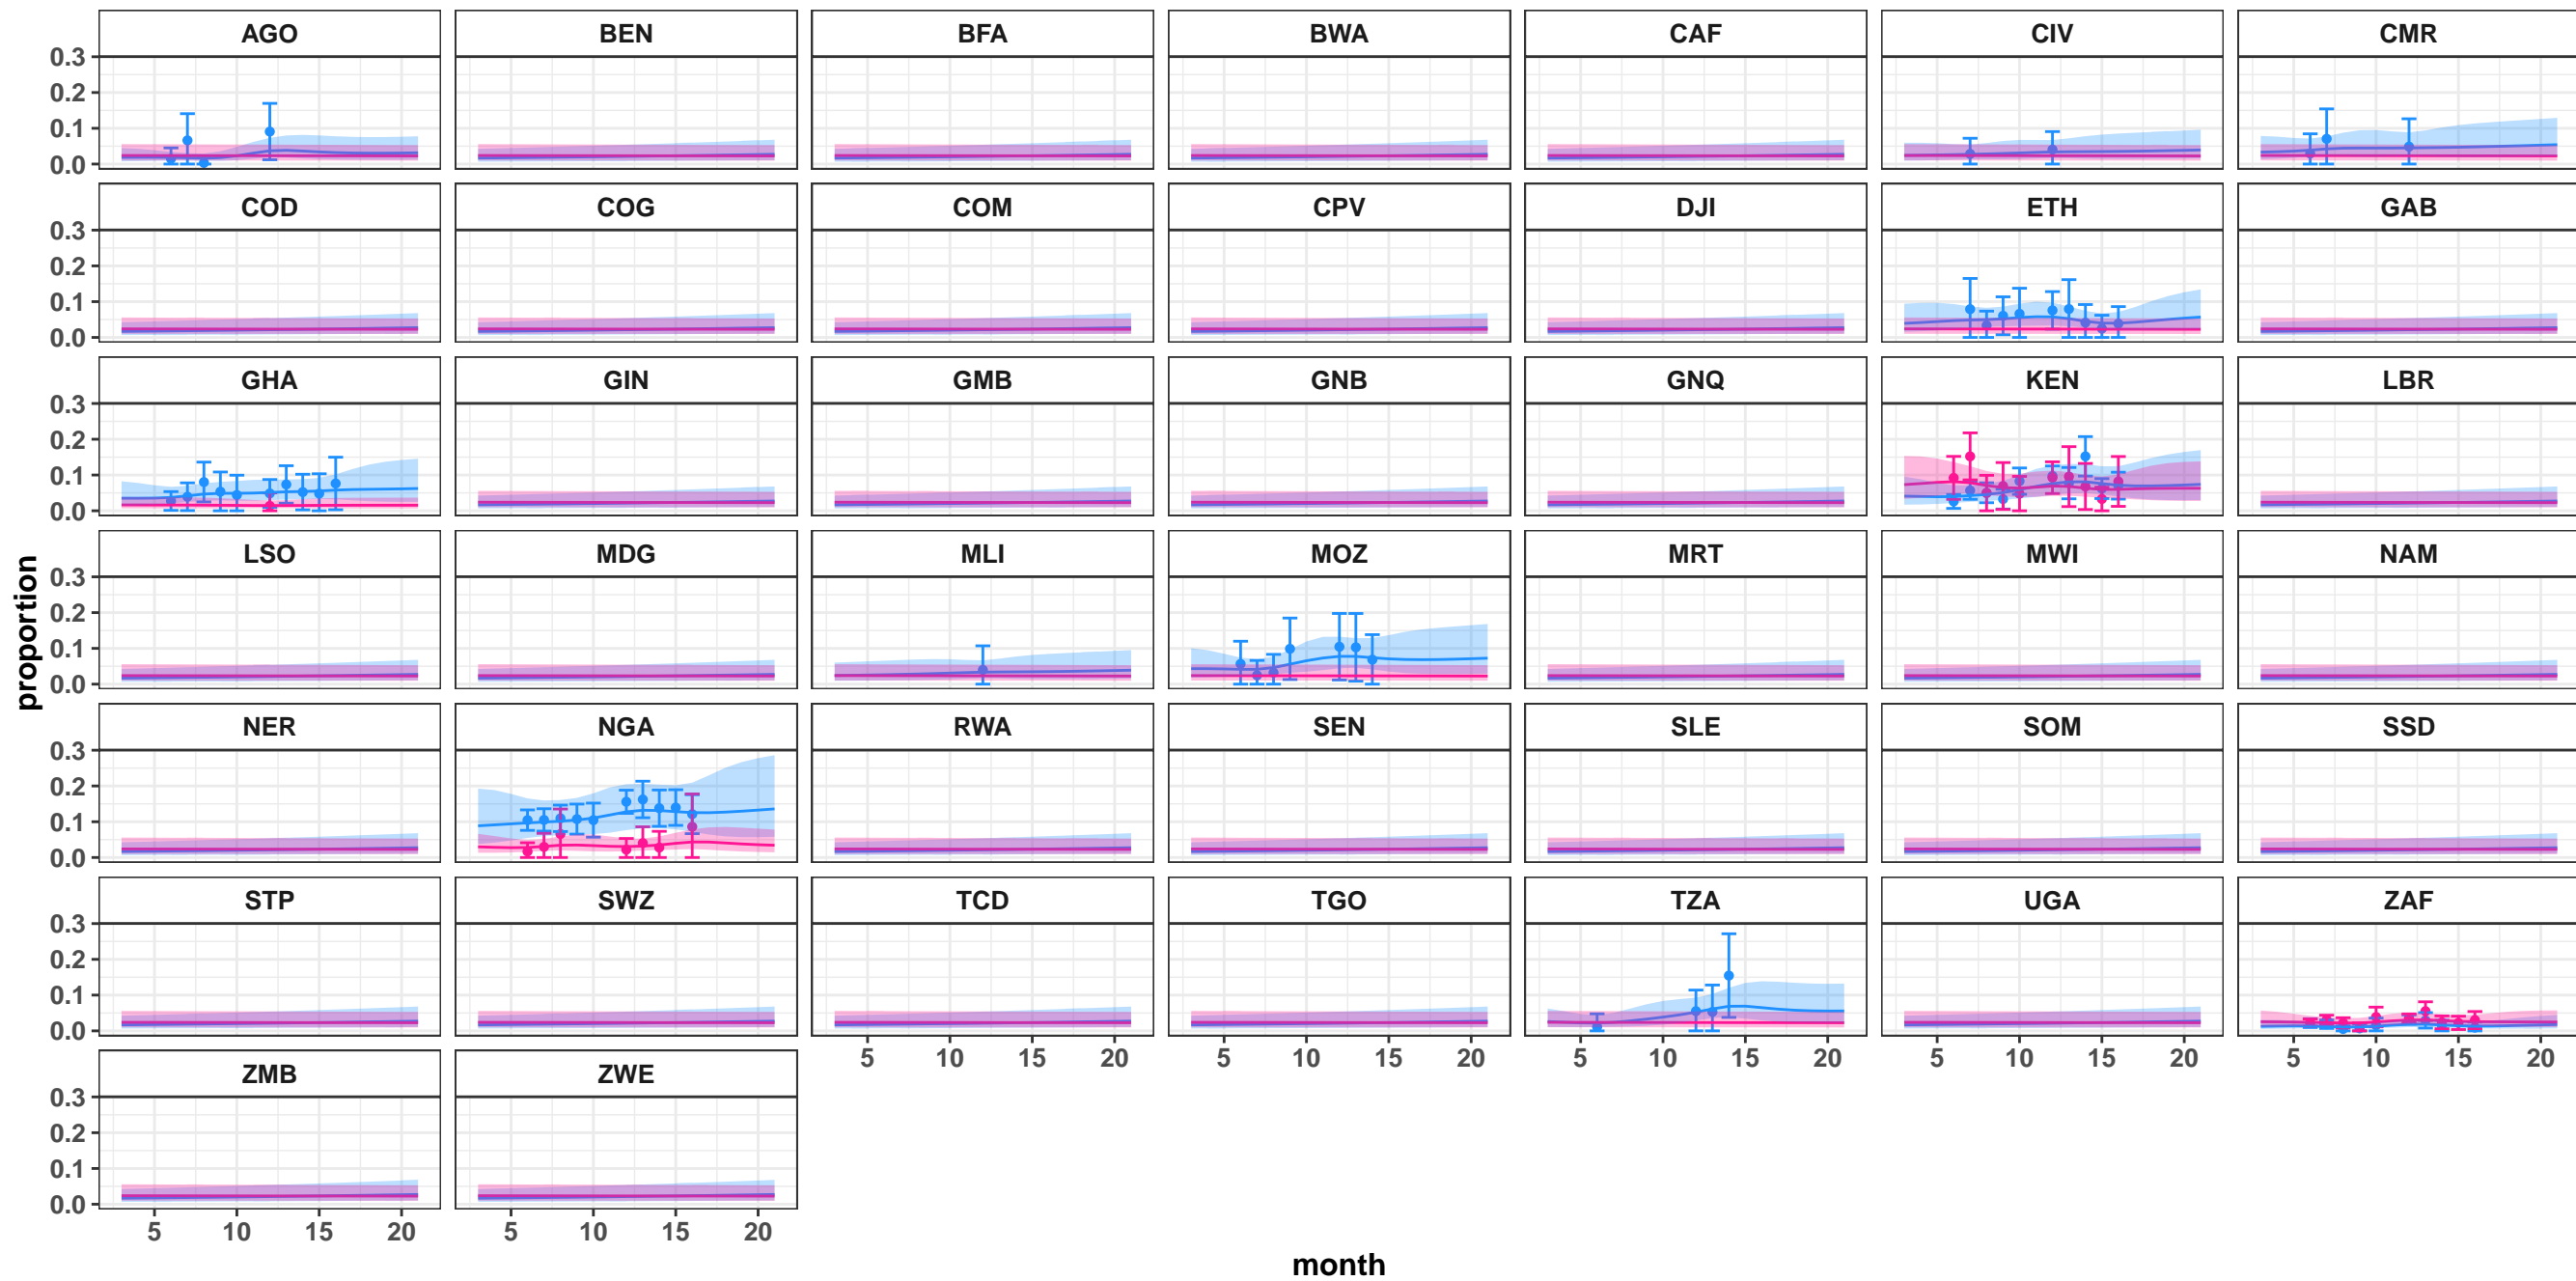 AGO BEN BFA BWA CAF CIV CMR
0.3
0.2
0.1
0.0
COD COG COM CPV DJI ETH GAB
0.3
0.2
0.1
0.0
GHA GIN GMB GNB GNQ KEN LBR
0.3
0.2
0.1
0.0
LSO MDG MLI MOZ MRT MWI NAM
0.3
0.2
0.1
0.0
proportion
NER NGA RWA SEN SLE SOM SSD
0.3
0.2
0.1
0.0
STP SWZ TCD TGO TZA UGA ZAF
0.3
0.2
0.1
0.0
5 10 15 20 5 10 15 20 5 10 15 20 5 10 15 20 5 10 15 20
ZMB ZWE
0.3
0.2
0.1
0.0
5 10 15 20 5 10 15 20
month